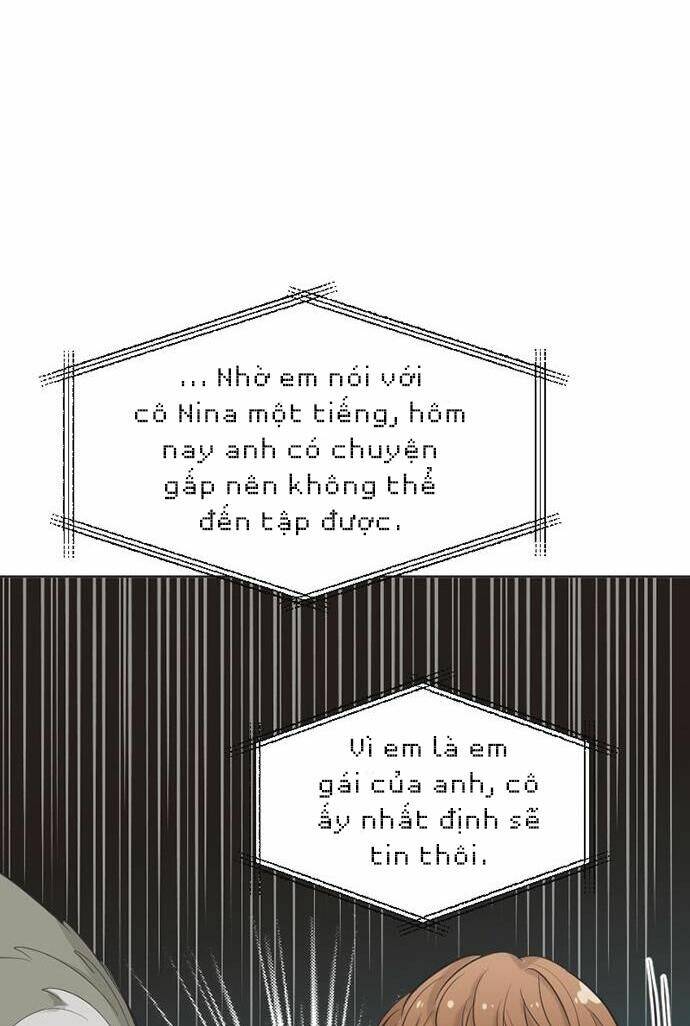 ... Nhờ em nói với
cô Nina một tiếng, hôm
nay anh có chuyện
gấp nên không thể
đến tập được.
Vì em là em
gái của anh, cô
ấy nhất định sẽ
tin thôi.